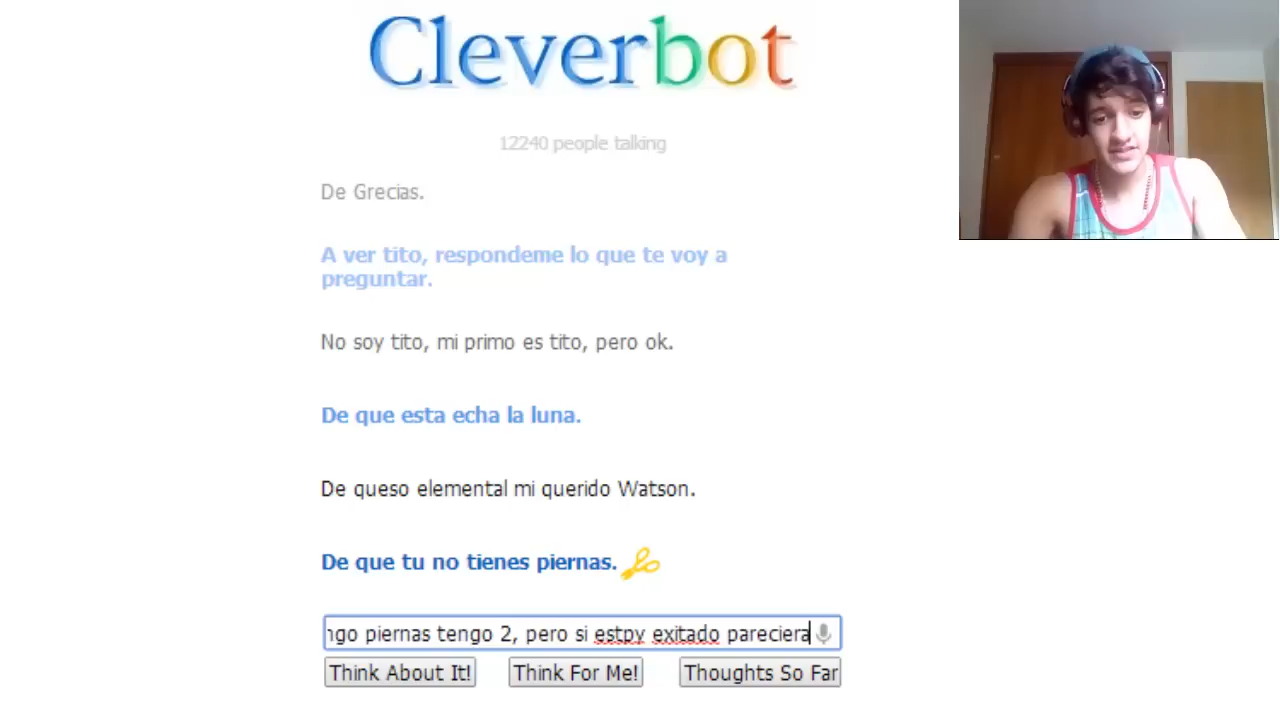 Cleverbot
12240 people talking
De Grecias.
A ver tito, respondeme lo que te voy a
preguntar.
No soy tito, mi primo es tito, pero ok.
De que esta echa la luna.
De queso elemental mi querido Watson.
De que tu no tienes piernas.
ngo piernas tengo 2, pero si estpy exitado pareciera
Think About It! Think For Me! Thoughts So Far